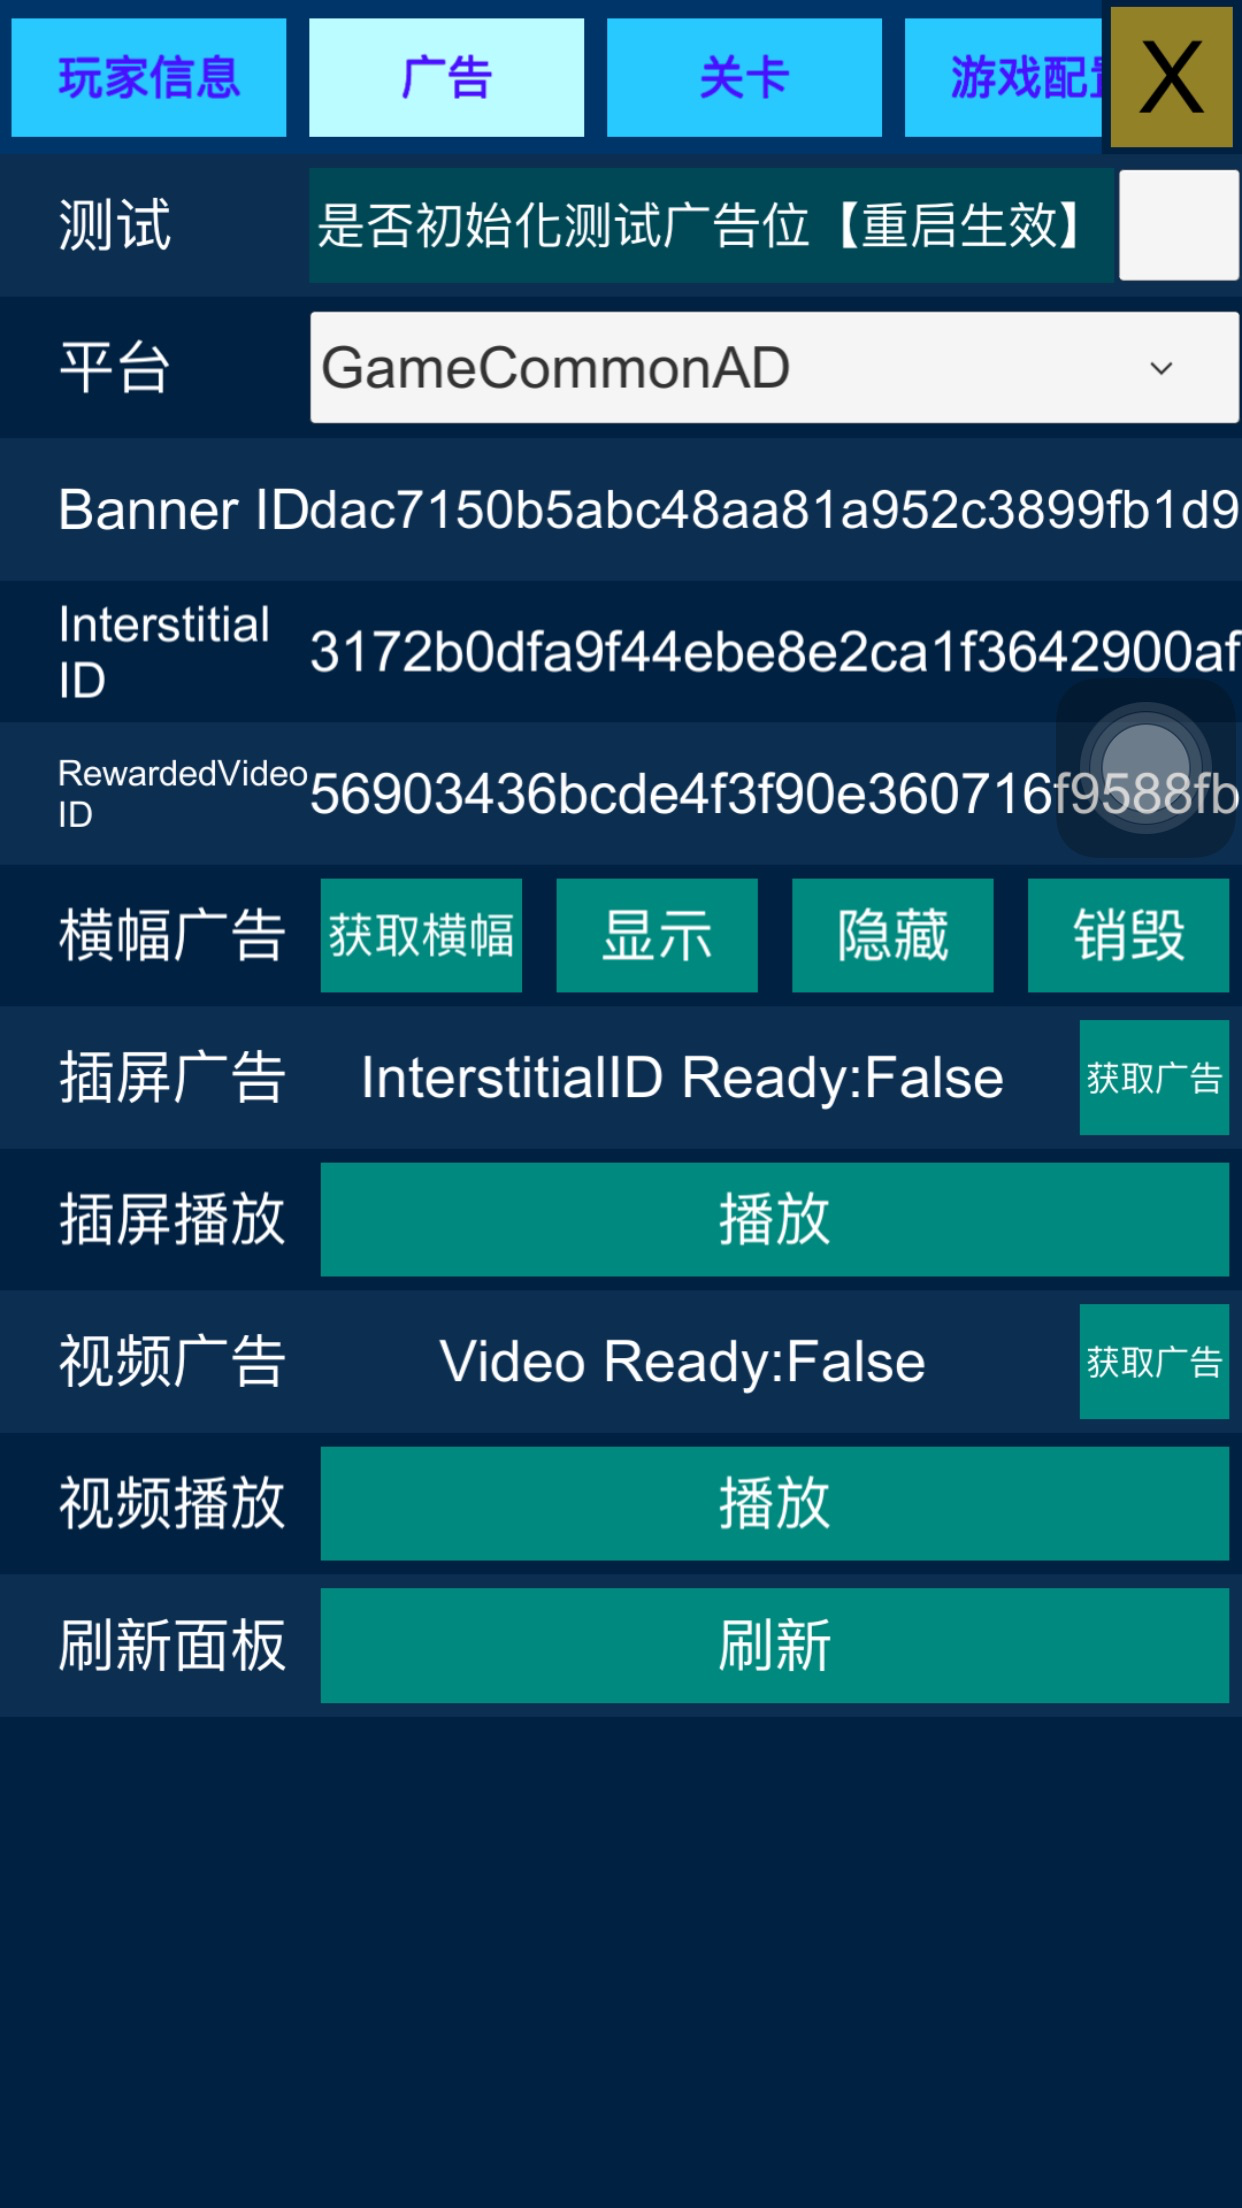 玩家信息 广告 关卡 游戏配置 X
测试 是否初始化测试广告位【重启生效】
平台 GameCommonAD
Banner ID dac7150b5abc48aa81a952c3899fb1d9
Interstitial
ID
3172b0dfa9f44ebe8e2ca1f3642900af
RewardedVideo
ID
56903436bcde4f3f90e360716f9588fb
横幅广告 获取横幅 显示 隐藏 销毁
插屏广告 InterstitialID Ready:False 获取广告
插屏播放 播放
视频广告 Video Ready:False 获取广告
视频播放 播放
刷新面板 刷新